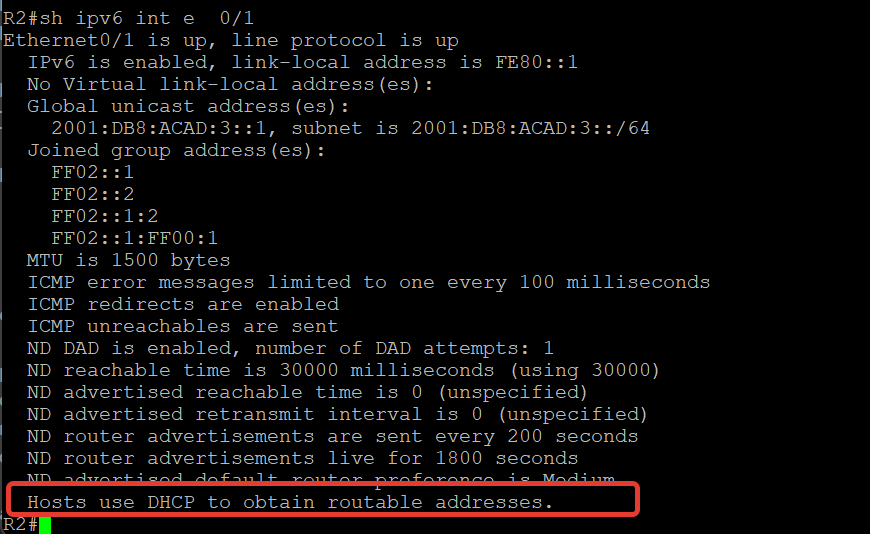 R2#sh ipv6 int e  0/1
Ethernet0/1 is up, line protocol is up
  IPv6 is enabled, link-local address is FE80::1
  No Virtual link-local address(es):
  Global unicast address(es):
    2001:DB8:ACAD:3::1, subnet is 2001:DB8:ACAD:3::/64
  Joined group address(es):
    FF02::1
    FF02::2
    FF02::1:2
    FF02::1:FF00:1
  MTU is 1500 bytes
  ICMP error messages limited to one every 100 milliseconds
  ICMP redirects are enabled
  ICMP unreachables are sent
  ND DAD is enabled, number of DAD attempts: 1
  ND reachable time is 30000 milliseconds (using 30000)
  ND advertised reachable time is 0 (unspecified)
  ND advertised retransmit interval is 0 (unspecified)
  ND router advertisements are sent every 200 seconds
  ND router advertisements live for 1800 seconds
  ND advertised default router preference is Medium
  Hosts use DHCP to obtain routable addresses.
R2#